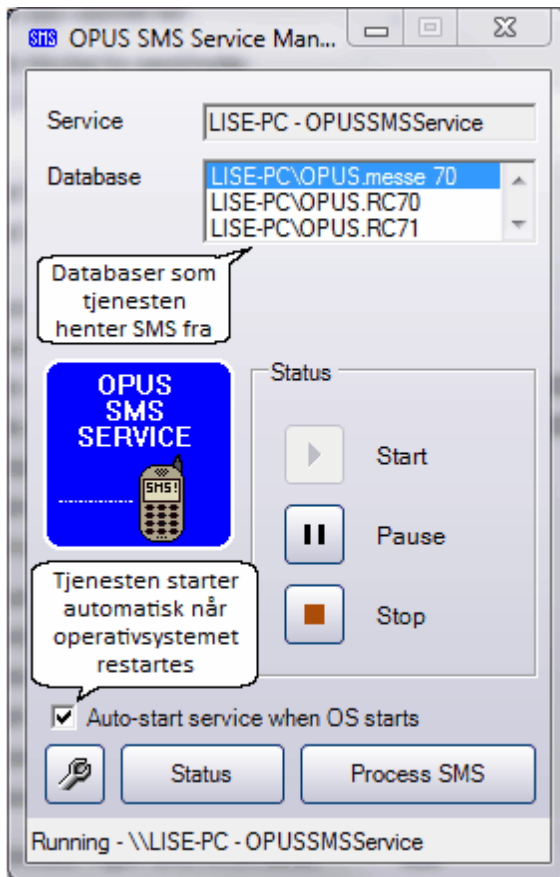 SMS OPUS SMS Service Man...
Service
LISE-PC - OPUSSMSService
Database
LISE-PC\OPUS.messe 70
LISE-PC\OPUS.RC70
LISE-PC\OPUS.RC71
Databaser som
tjenesten
henter SMS fra
OPUS
SMS
SERVICE
SMS!
Status
Start
Pause
Stop
Tjenesten starter
automatisk når
operativsystemet
restartes
Auto-start service when OS starts
Status
Process SMS
Running - \\LISE-PC - OPUSSMSService